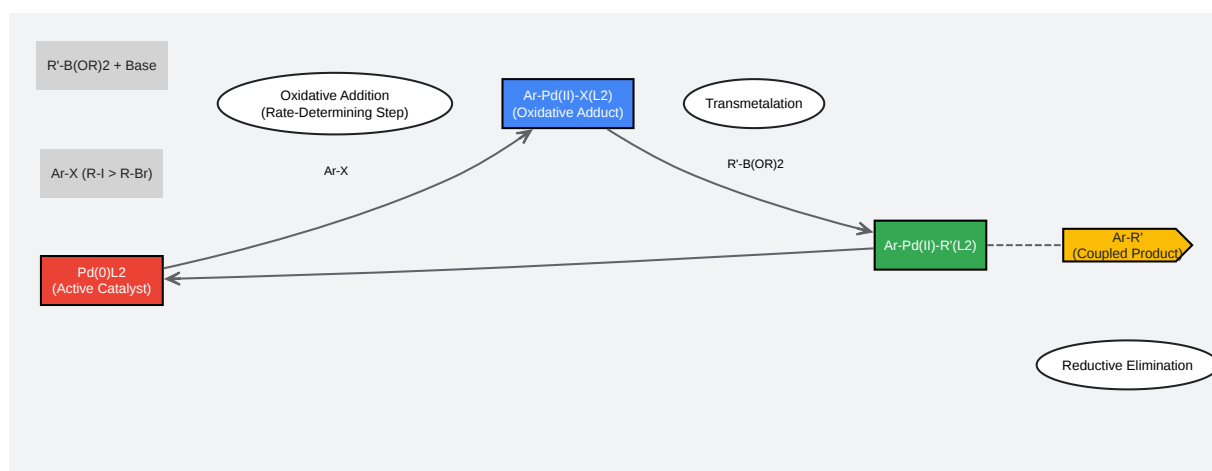 R'-B(OR)2 + Base
Oxidative Addition
(Rate-Determining Step)
Ar-Pd(II)-X(L2)
(Oxidative Adduct)
Transmetalation
Ar-X (R-I > R-Br)
Ar-X
R'-B(OR)2
Pd(0)L2
(Active Catalyst)
Ar-Pd(II)-R'(L2)
Ar-R'
(Coupled Product)
Reductive Elimination